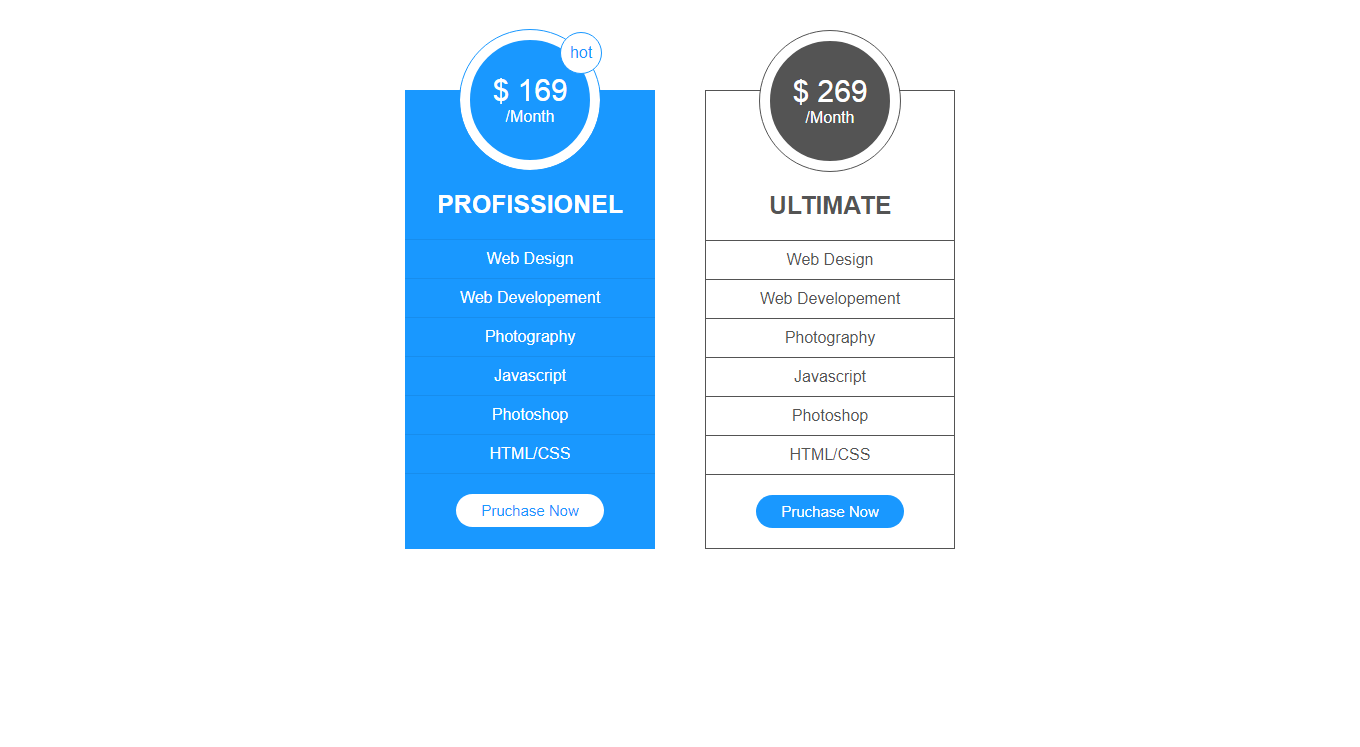 hot
$ 169
/Month
PROFISSIONEL
Web Design
Web Developement
Photography
Javascript
Photoshop
HTML/CSS
Pruchase Now
$ 269
/Month
ULTIMATE
Web Design
Web Developement
Photography
Javascript
Photoshop
HTML/CSS
Pruchase Now